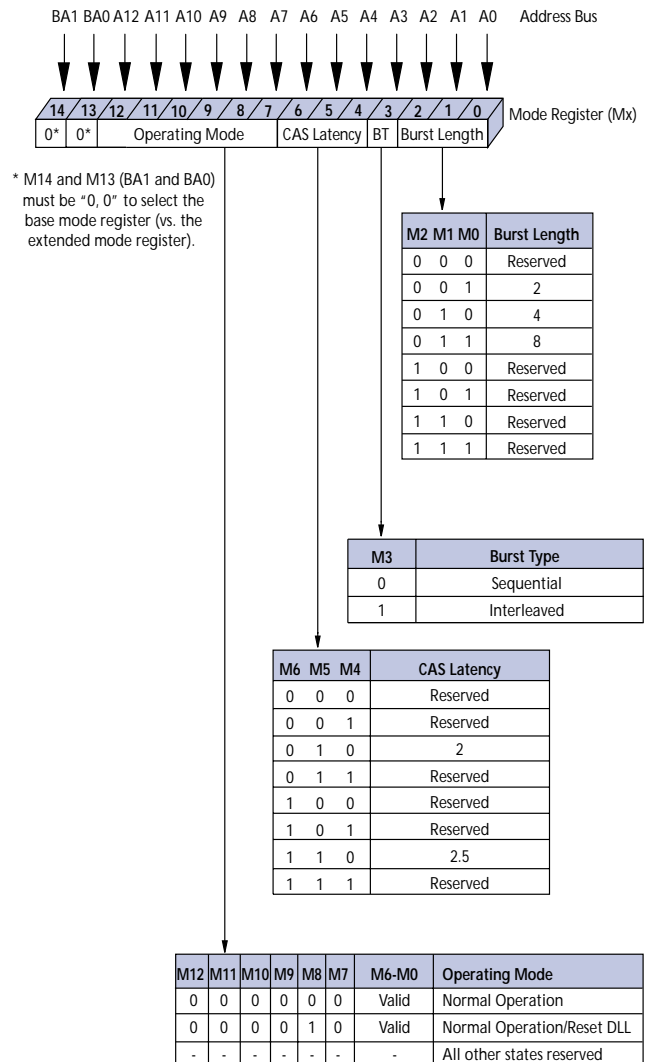 BA1 BA0 A12 A11 A10 A9 A8 A7 A6 A5 A4 A3 A2 A1 A0 Address Bus
14 13 12 11 10 9 8 7 6 5 4 3 2 1 0 Mode Register (Mx)
0* 0* Operating Mode CAS Latency BT Burst Length
* M14 and M13 (BA1 and BA0)
must be "0, 0" to select the
base mode register (vs. the
extended mode register).
M2 M1 M0 Burst Length
0 0 0 Reserved
0 0 1 2
0 1 0 4
0 1 1 8
1 0 0 Reserved
1 0 1 Reserved
1 1 0 Reserved
1 1 1 Reserved
M3 Burst Type
0 Sequential
1 Interleaved
M6 M5 M4 CAS Latency
0 0 0 Reserved
0 0 1 Reserved
0 1 0 2
0 1 1 Reserved
1 0 0 Reserved
1 0 1 Reserved
1 1 0 2.5
1 1 1 Reserved
M12 M11 M10 M9 M8 M7 M6-M0 Operating Mode
0 0 0 0 0 0 Valid Normal Operation
0 0 0 0 1 0 Valid Normal Operation/Reset DLL
- - - - - - - All other states reserved